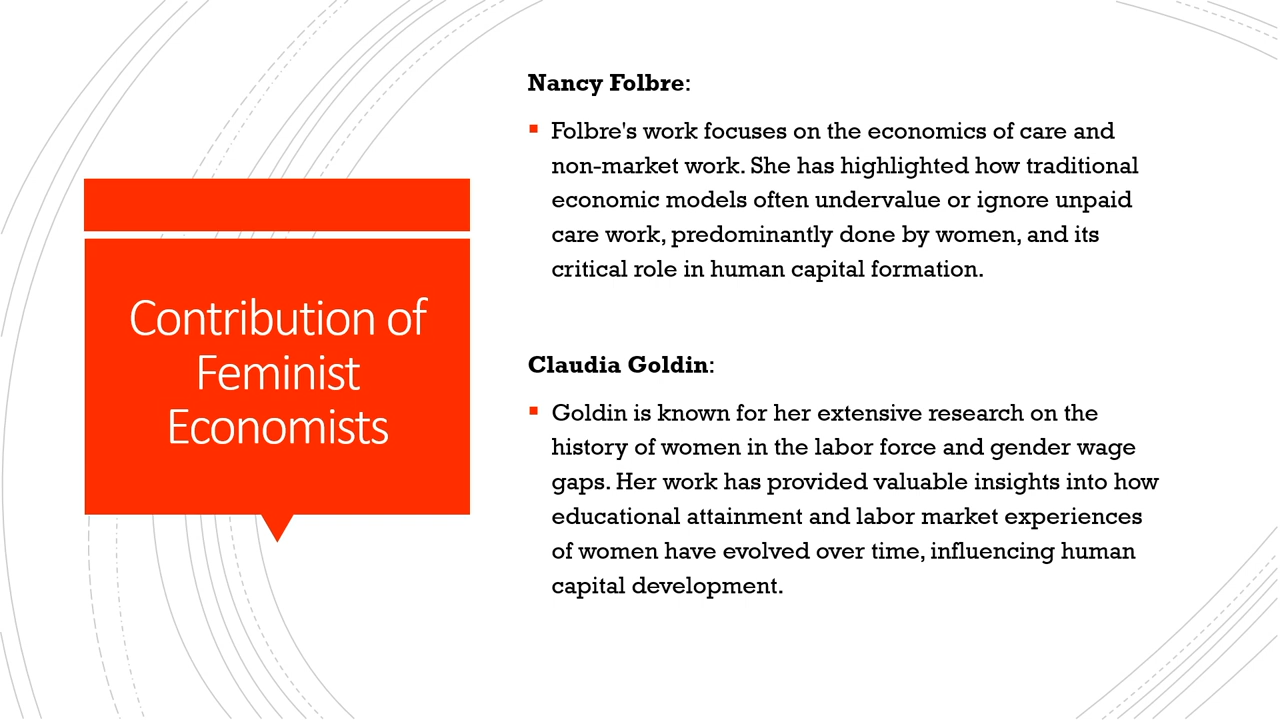 Contribution of
Feminist
Economists
Nancy Folbre:
▪ Folbre's work focuses on the economics of care and
non-market work. She has highlighted how traditional
economic models often undervalue or ignore unpaid
care work, predominantly done by women, and its
critical role in human capital formation.
Claudia Goldin:
▪ Goldin is known for her extensive research on the
history of women in the labor force and gender wage
gaps. Her work has provided valuable insights into how
educational attainment and labor market experiences
of women have evolved over time, influencing human
capital development.